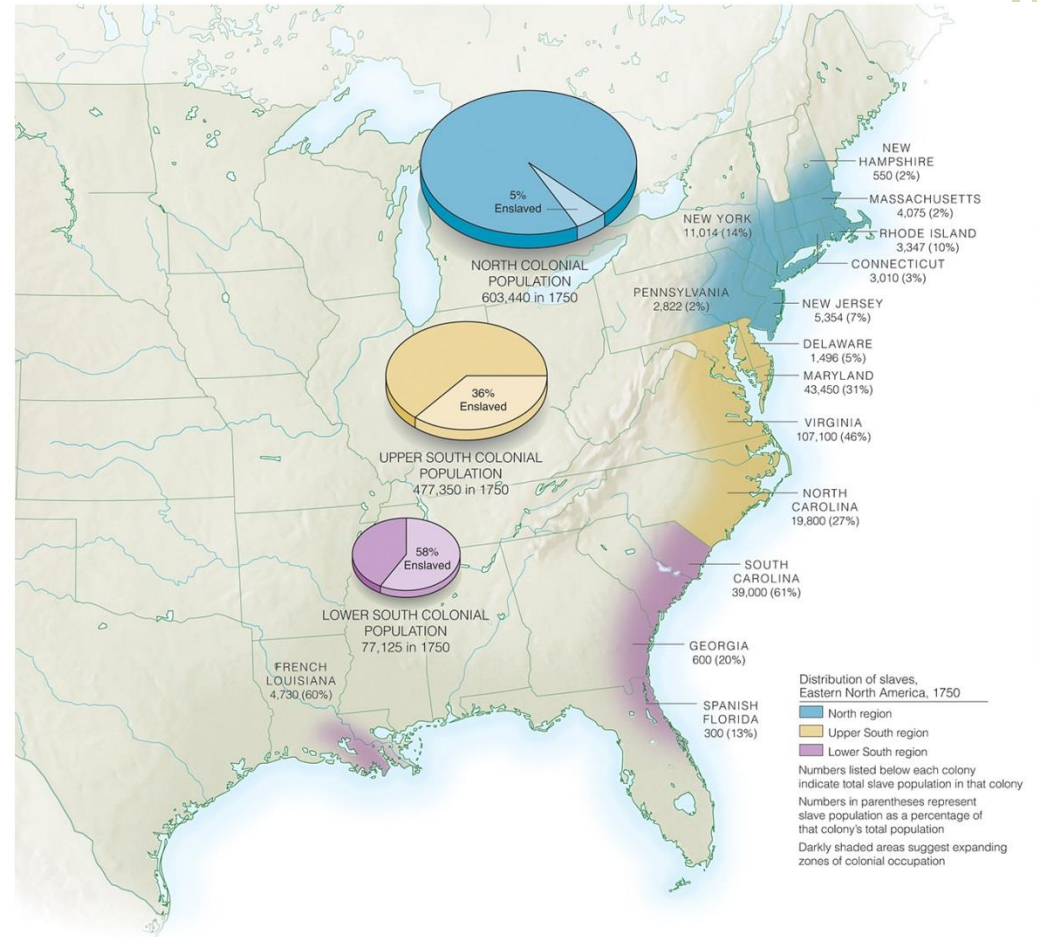 5%
Enslaved
NORTH COLONIAL
POPULATION
603,440 in 1750
36%
Enslaved
UPPER SOUTH COLONIAL
POPULATION
477,350 in 1750
58%
Enslaved
LOWER SOUTH COLONIAL
POPULATION
77,125 in 1750
FRENCH
LOUISIANA
4,730 (60%)
NEW
HAMPSHIRE
550 (2%)
MASSACHUSETTS
4,075 (2%)
NEW YORK
11,014 (14%)
RHODE ISLAND
3,347 (10%)
CONNECTICUT
3,010 (3%)
PENNSYLVANIA
2,822 (2%)
NEW JERSEY
5,354 (7%)
DELAWARE
1,496 (5%)
MARYLAND
43,450 (31%)
VIRGINIA
107,100 (46%)
NORTH
CAROLINA
19,800 (27%)
SOUTH
CAROLINA
39,000 (61%)
GEORGIA
600 (20%)
SPANISH
FLORIDA
300 (13%)
Distribution of slaves,
Eastern North America, 1750
North region
Upper South region
Lower South region
Numbers listed below each colony
indicate total slave population in that colony
Numbers in parentheses represent
slave population as a percentage of
that colony's total population
Darkly shaded areas suggest expanding
zones of colonial occupation